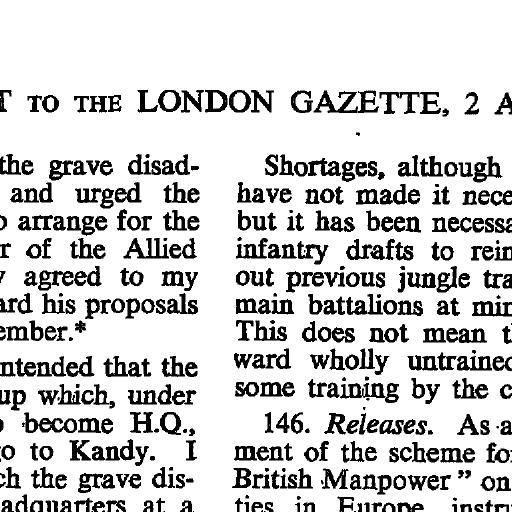 TO THE LONDON GAZETTE, 2
the grave disad-
and urged the
arrange for the
of the Allied
agreed to my
his proposals
ember.*
ntended that the
up which, under
become H.Q.,
to Kandy. I
the grave dis-
adquarters at a
Shortages, although
have not made it nece
but it has been necessa
infantry drafts to rein
out previous jungle tra
main battalions at min
This does not mean
ward wholly untrained
some training by the
146. Releases. As a
ment of the scheme fo
British Manpower" on
ties in Europe, instru